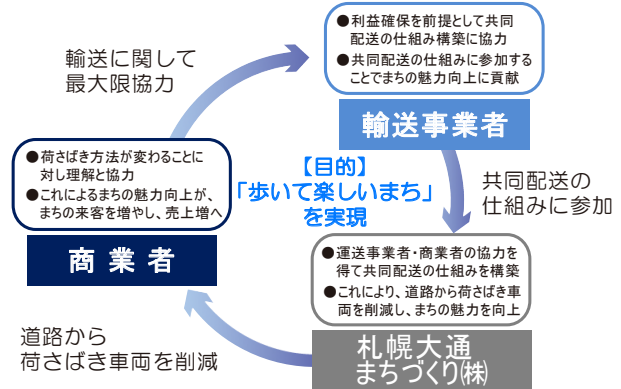 ●利益確保を前提として共同
配送の仕組み構築に協力
●共同配送の仕組みに参加する
ことでまちの魅力向上に貢献
輸送事業者
輸送に関して
最大限協力
●荷さばき方法が変わることに
対し理解と協力
●これによるまちの魅力向上が、
まちの来客を増やし、売上増へ
商業者
【目的】
「歩いて楽しいまち」
を実現
共同配送の
仕組みに参加
●運送事業者・商業者の協力を
得て共同配送の仕組みを構築
●これにより、道路から荷さばき車
両を削減し、まちの魅力を向上
札幌大通
まちづくり㈱
道路から
荷さばき車両を削減